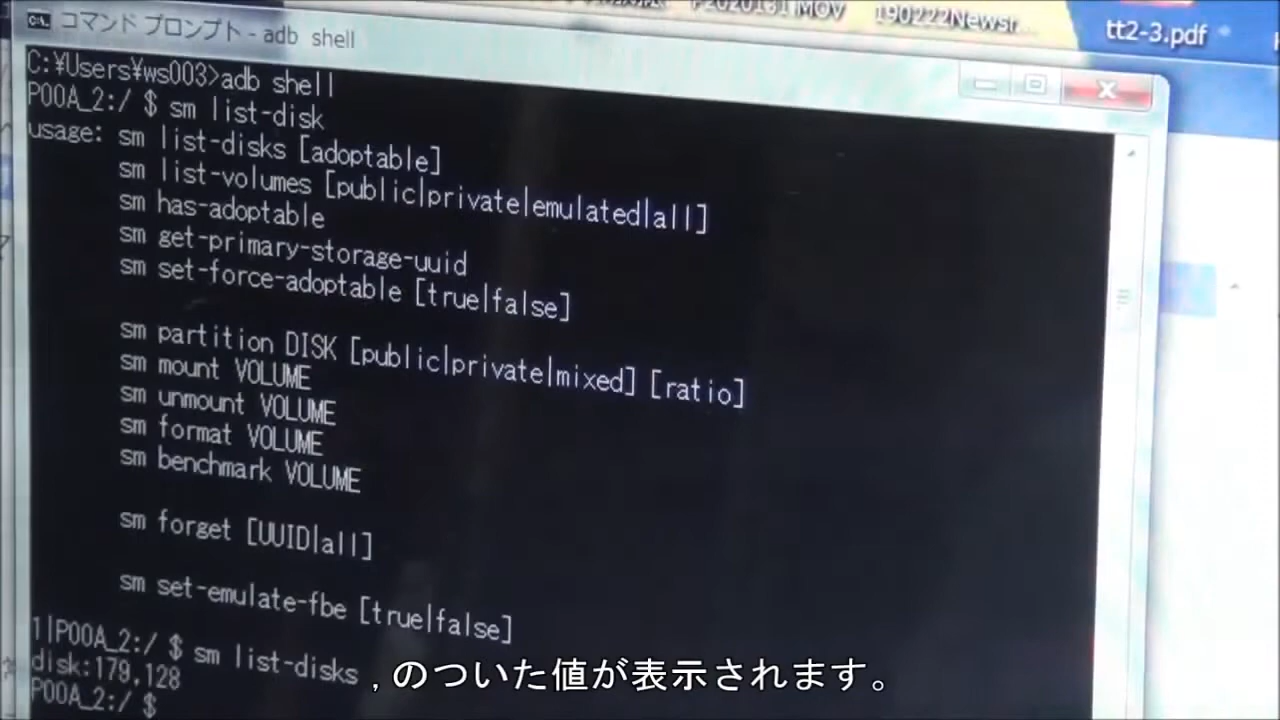 P2020131 MOV
190222Newsr...
tt2-3.pdf
コマンド プロンプト - adb shell
C:¥Users¥ws003>adb shell
P00A_2:/ $ sm list-disk
usage: sm list-disks [adoptable]
sm list-volumes [public|private|emulated|all]
sm has-adoptable
sm get-primary-storage-uuid
sm set-force-adoptable [true|false]
sm partition DISK [public|private|mixed] [ratio]
sm mount VOLUME
sm unmount VOLUME
sm format VOLUME
sm benchmark VOLUME
sm forget [UUID|all]
sm set-emulate-fbe [true|false]
1|P00A_2:/ $ sm list-disks
disk:179,128
P00A_2:/ $
,のついた値が表示されます。